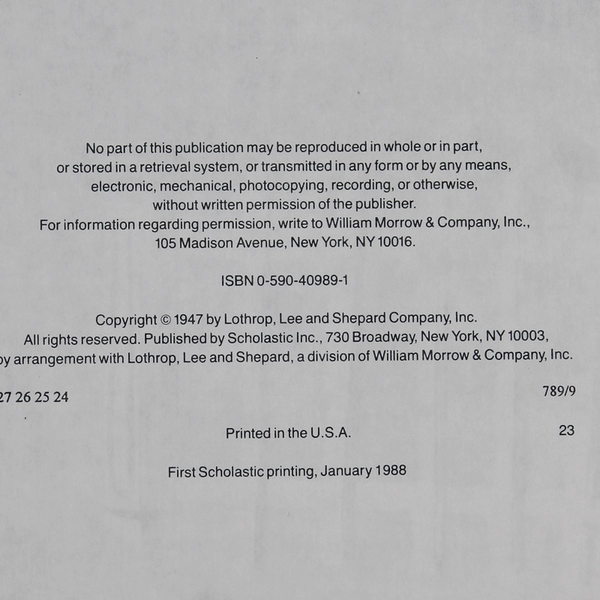 No part of this publication may be reproduced in whole or in part,
or stored in a retrieval system, or transmitted in any form or by any means,
electronic, mechanical, photocopying, recording, or otherwise,
without written permission of the publisher.
For information regarding permission, write to William Morrow & Company, Inc.,
105 Madison Avenue, New York, NY 10016.
ISBN 0-590-40989-1
Copyright © 1947 by Lothrop, Lee and Shepard Company, Inc.
All rights reserved. Published by Scholastic Inc., 730 Broadway, New York, NY 10003,
by arrangement with Lothrop, Lee and Shepard, a division of William Morrow & Company, Inc.
27 26 25 24 789/9
Printed in the U.S.A. 23
First Scholastic printing, January 1988